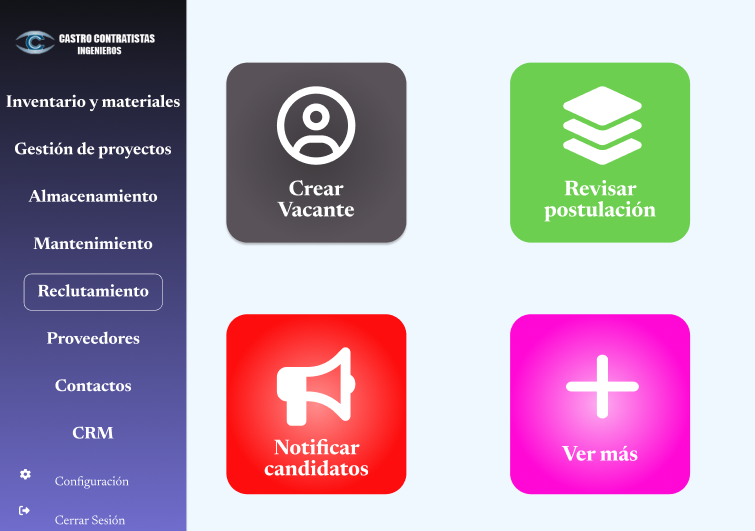 CASTRO CONTRATISTAS
INGENIEROS
Inventario y materiales
Gestión de proyectos
Almacenamiento
Mantenimiento
Reclutamiento
Proveedores
Contactos
CRM
Configuración
Cerrar Sesión
Crear
Vacante
Revisar
postulación
Notificar
candidatos
Ver más